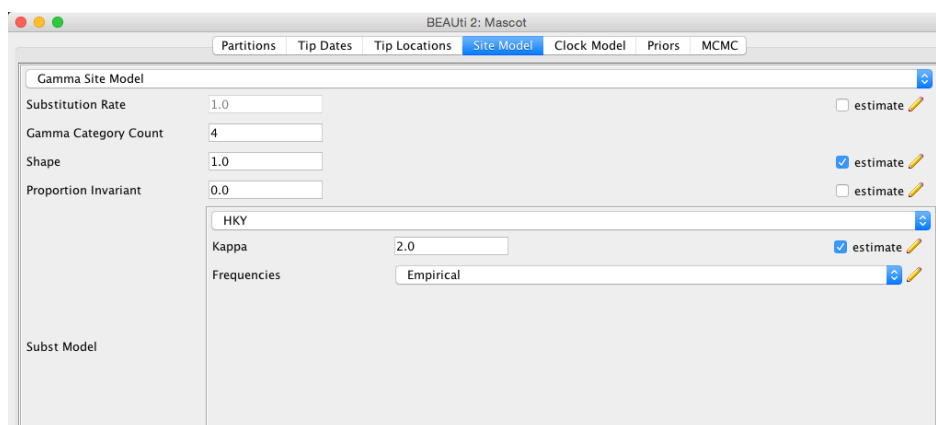 BEAUti 2: Mascot
Partitions Tip Dates Tip Locations Site Model Clock Model Priors MCMC
Gamma Site Model
Substitution Rate 1.0 estimate
Gamma Category Count 4
Shape 1.0 estimate
Proportion Invariant 0.0 estimate
HKY
Kappa 2.0 estimate
Frequencies Empirical
Subst Model